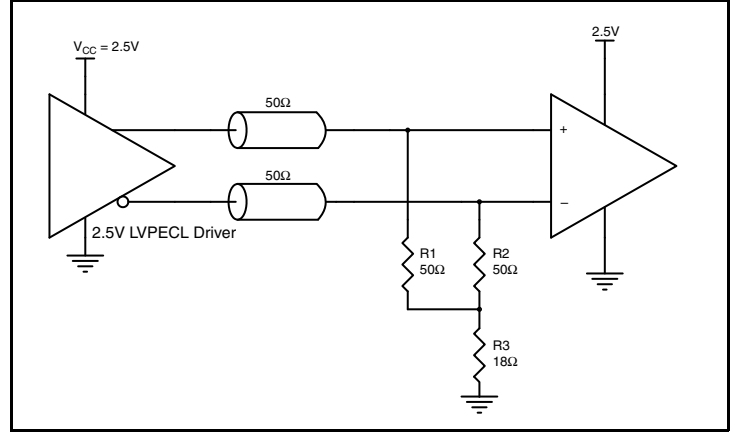 2.5V
V_CC = 2.5V
50Ω
+
50Ω
–
2.5V LVPECL Driver
R1
50Ω
R2
50Ω
R3
18Ω